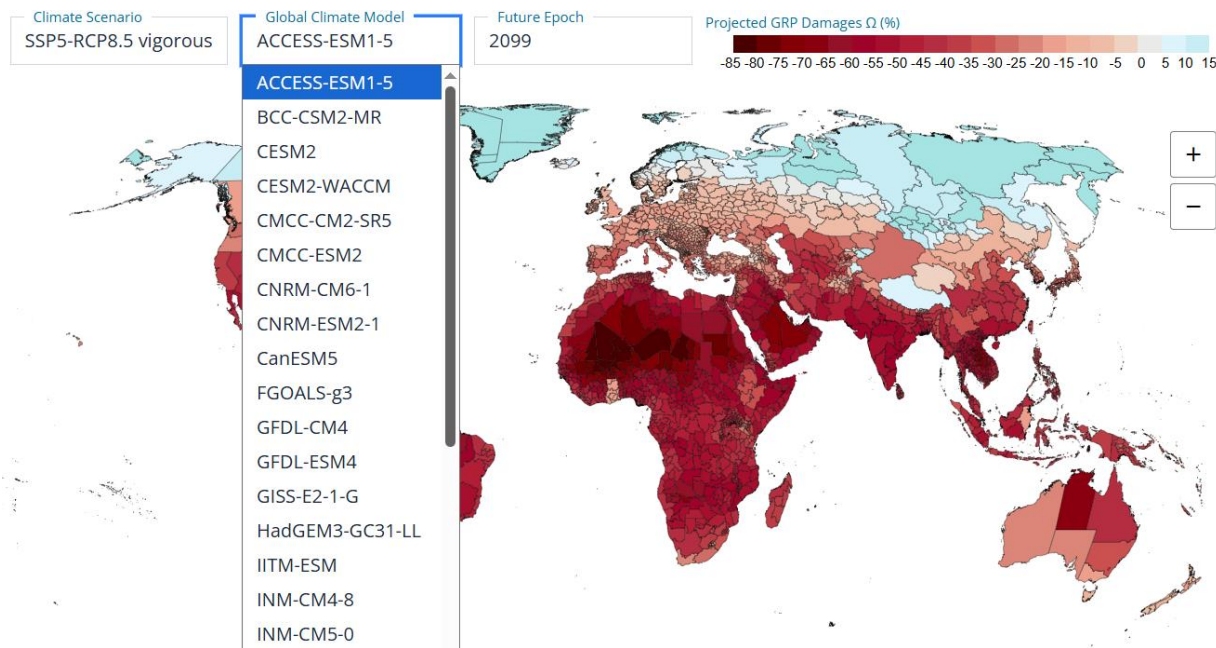 Climate Scenario
SSP5-RCP8.5 vigorous
Global Climate Model
ACCESS-ESM1-5
Future Epoch
2099
Projected GRP Damages Ω (%)
-85 -80 -75 -70 -65 -60 -55 -50 -45 -40 -35 -30 -25 -20 -15 -10 -5 0 5 10 15
ACCESS-ESM1-5
BCC-CSM2-MR
CESM2
CESM2-WACCM
CMCC-CM2-SR5
CMCC-ESM2
CNRM-CM6-1
CNRM-ESM2-1
CanESM5
FGOALS-g3
GFDL-CM4
GFDL-ESM4
GISS-E2-1-G
HadGEM3-GC31-LL
IITM-ESM
INM-CM4-8
INM-CM5-0
+
−